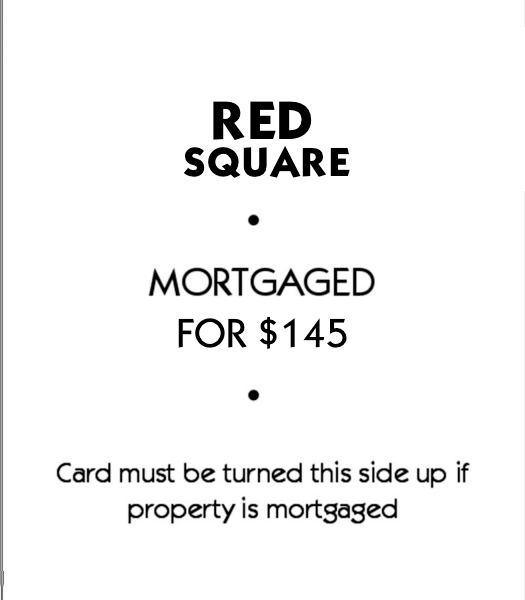 RED
SQUARE
•
MORTGAGED
FOR $145
•
Card must be turned this side up if
property is mortgaged